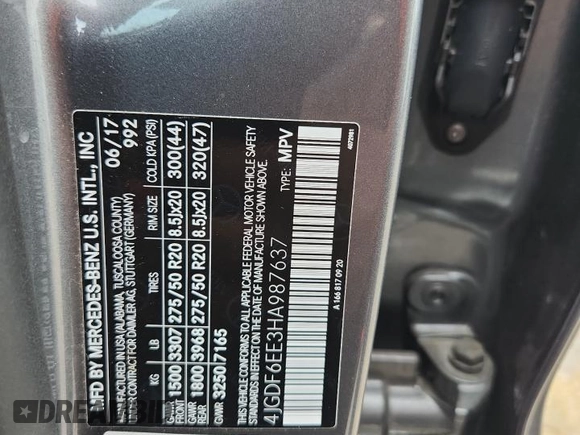 MFD BY MERCEDES-BENZ U.S. INTL., INC
MADE IN USA/ALABAMA, TUSCALOOSA COUNTY)
UNDER CONTRACT FOR DAIMLER AG, STUTTGART (GERMANY)
06/17
992
KG LB TIRES RIM SIZE COLD KPA (PSI)
FRONT 1500 3307 275/50 R20 8.5Jx20 300(44)
GAWR
REAR 1800 3968 275/50 R20 8.5Jx20 320(47)
GVWR 3250 7165
THIS VEHICLE CONFORMS TO ALL APPLICABLE FEDERAL MOTOR VEHICLE SAFETY
STANDARDS IN EFFECT ON THE DATE OF MANUFACTURE SHOWN ABOVE.
4JGDF6EE3HA987637 TYPE: MPV
A 166 817 09 20
DREAMBID